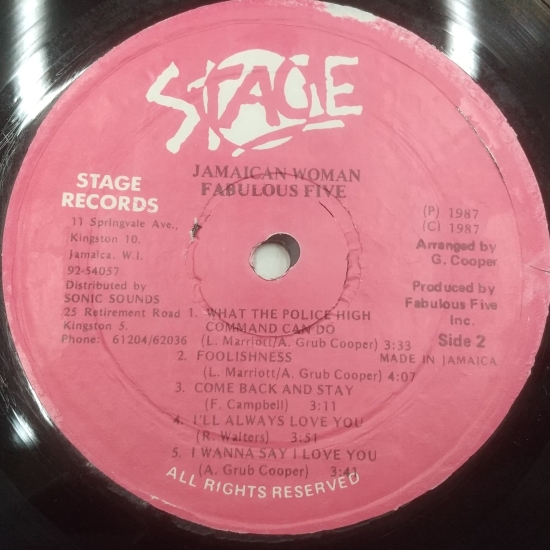 STAGE
JAMAICAN WOMAN
FABULOUS FIVE
STAGE
RECORDS
11 Springvale Ave.,
Kingston 10,
Jamaica. W.I.
92-54057
Distributed by
SONIC SOUNDS
25 Retirement Road
Kingston 5.
Phone: 61204/62036
(P) 1987
(C) 1987
Arranged by
G. Cooper
Produced by
Fabulous Five
Inc.
Side 2
MADE IN JAMAICA
1. WHAT THE POLICE HIGH
COMMAND CAN DO
(L. Marriott/A. Grub Cooper) 3:33
2. FOOLISHNESS
(L. Marriott/A. Grub Cooper) 4:07
3. COME BACK AND STAY
(F. Campbell) 3:11
4. I'LL ALWAYS LOVE YOU
(R. Walters) 3:51
5. I WANNA SAY I LOVE YOU
(A. Grub Cooper) 3:41
ALL RIGHTS RESERVED